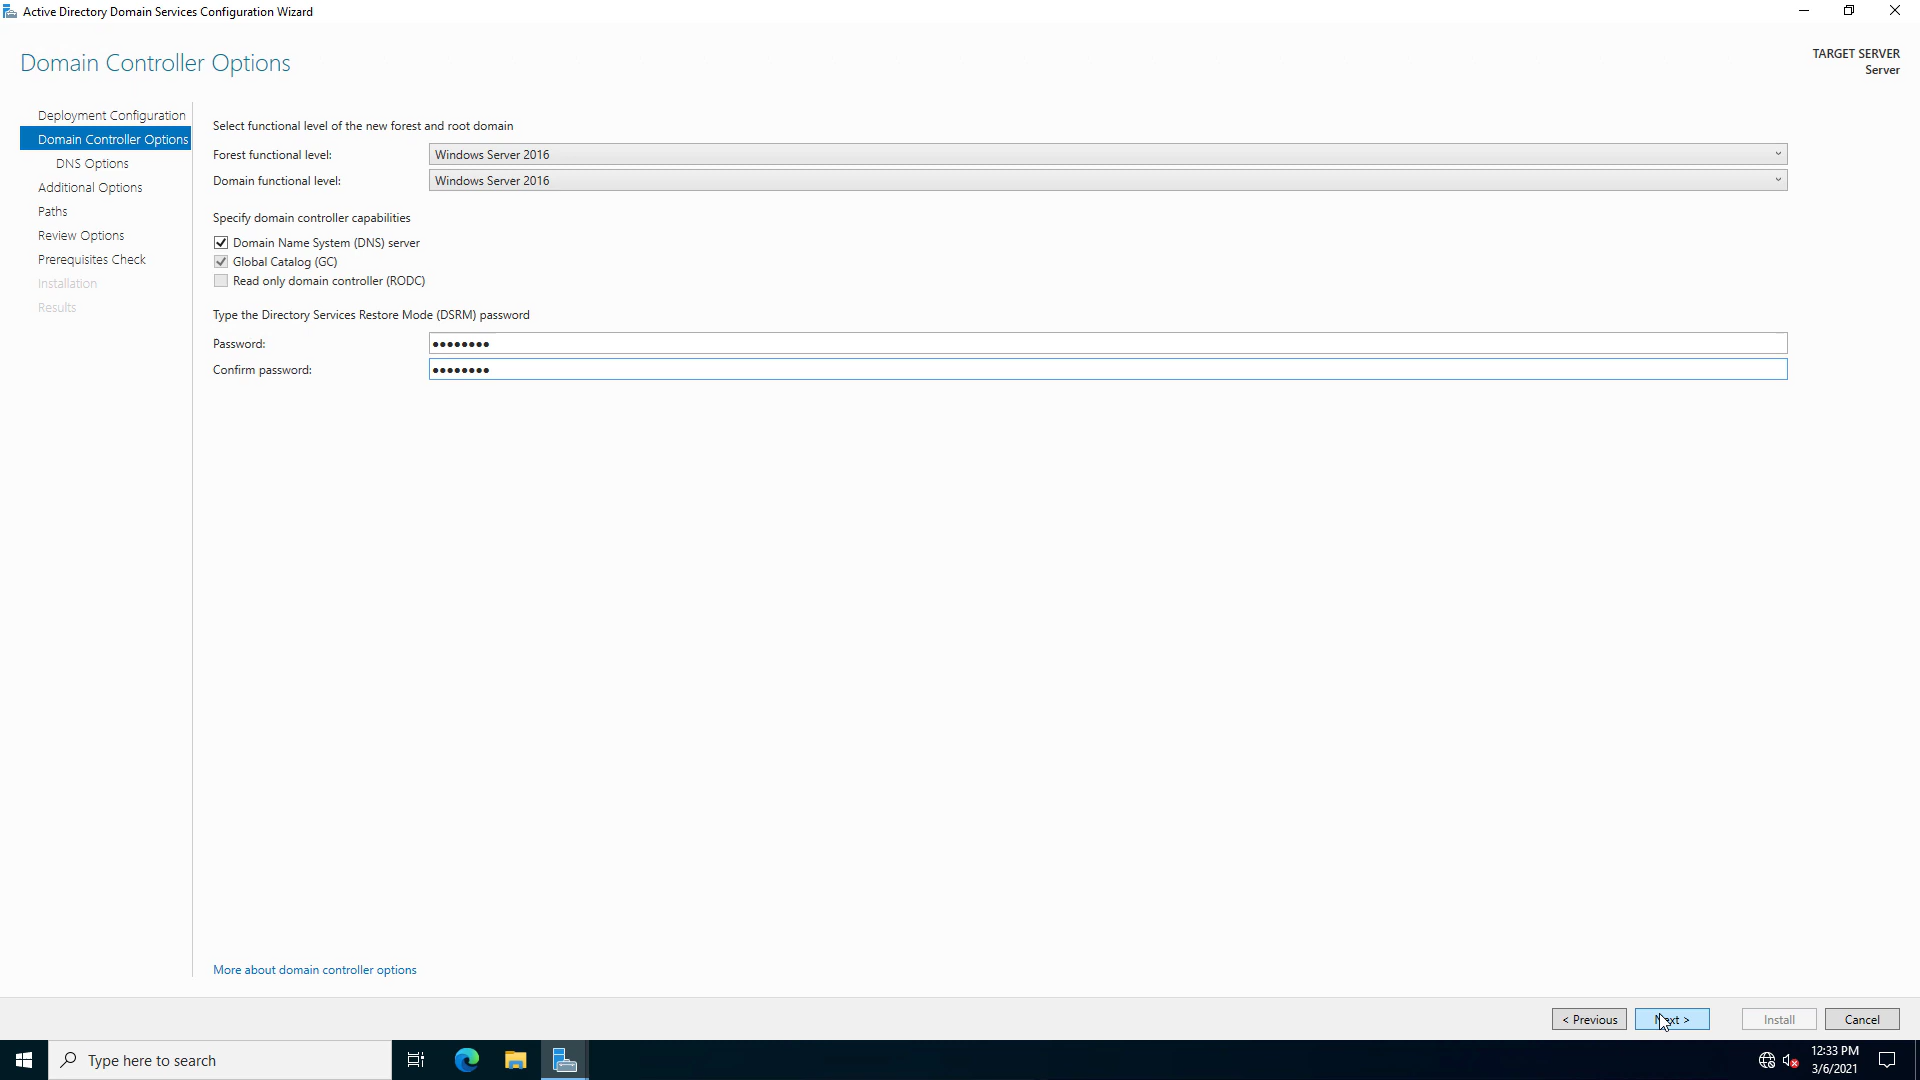 Active Directory Domain Services Configuration Wizard
Domain Controller Options
TARGET SERVER
Server
Deployment Configuration
Domain Controller Options
DNS Options
Additional Options
Paths
Review Options
Prerequisites Check
Installation
Results
Select functional level of the new forest and root domain
Forest functional level: Windows Server 2016
Domain functional level: Windows Server 2016
Specify domain controller capabilities
Domain Name System (DNS) server
Global Catalog (GC)
Read only domain controller (RODC)
Type the Directory Services Restore Mode (DSRM) password
Password: ●●●●●●●●
Confirm password: ●●●●●●●●
More about domain controller options
< Previous
Next >
Install
Cancel
Type here to search
12:33 PM
3/6/2021